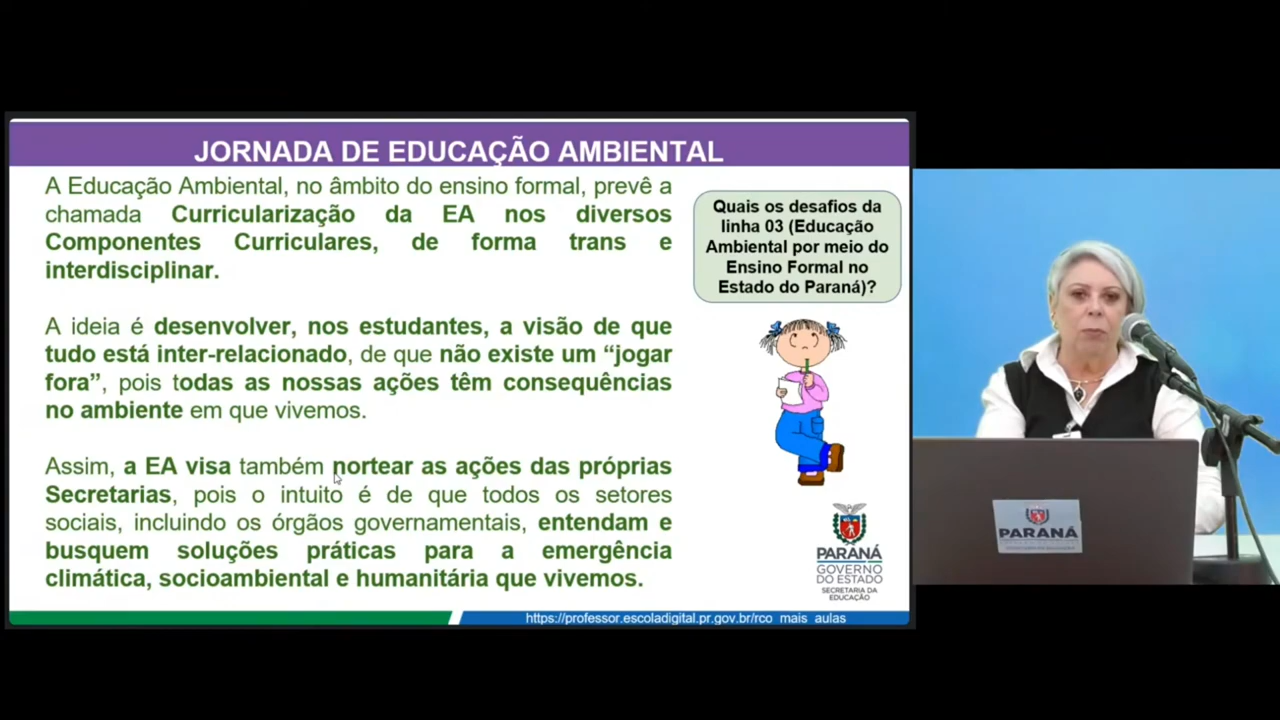 JORNADA DE EDUCAÇÃO AMBIENTAL
A Educação Ambiental, no âmbito do ensino formal, prevê a
chamada Curricularização da EA nos diversos
Componentes Curriculares, de forma trans e
interdisciplinar.
A ideia é desenvolver, nos estudantes, a visão de que
tudo está inter-relacionado, de que não existe um “jogar
fora”, pois todas as nossas ações têm consequências
no ambiente em que vivemos.
Assim, a EA visa também nortear as ações das próprias
Secretarias, pois o intuito é de que todos os setores
sociais, incluindo os órgãos governamentais, entendam e
busquem soluções práticas para a emergência
climática, socioambiental e humanitária que vivemos.
Quais os desafios da
linha 03 (Educação
Ambiental por meio do
Ensino Formal no
Estado do Paraná)?
PARANÁ
GOVERNO
DO ESTADO
SECRETARIA DA
EDUCAÇÃO
https://professor.escoladigital.pr.gov.br/rco_mais_aulas
PARANÁ